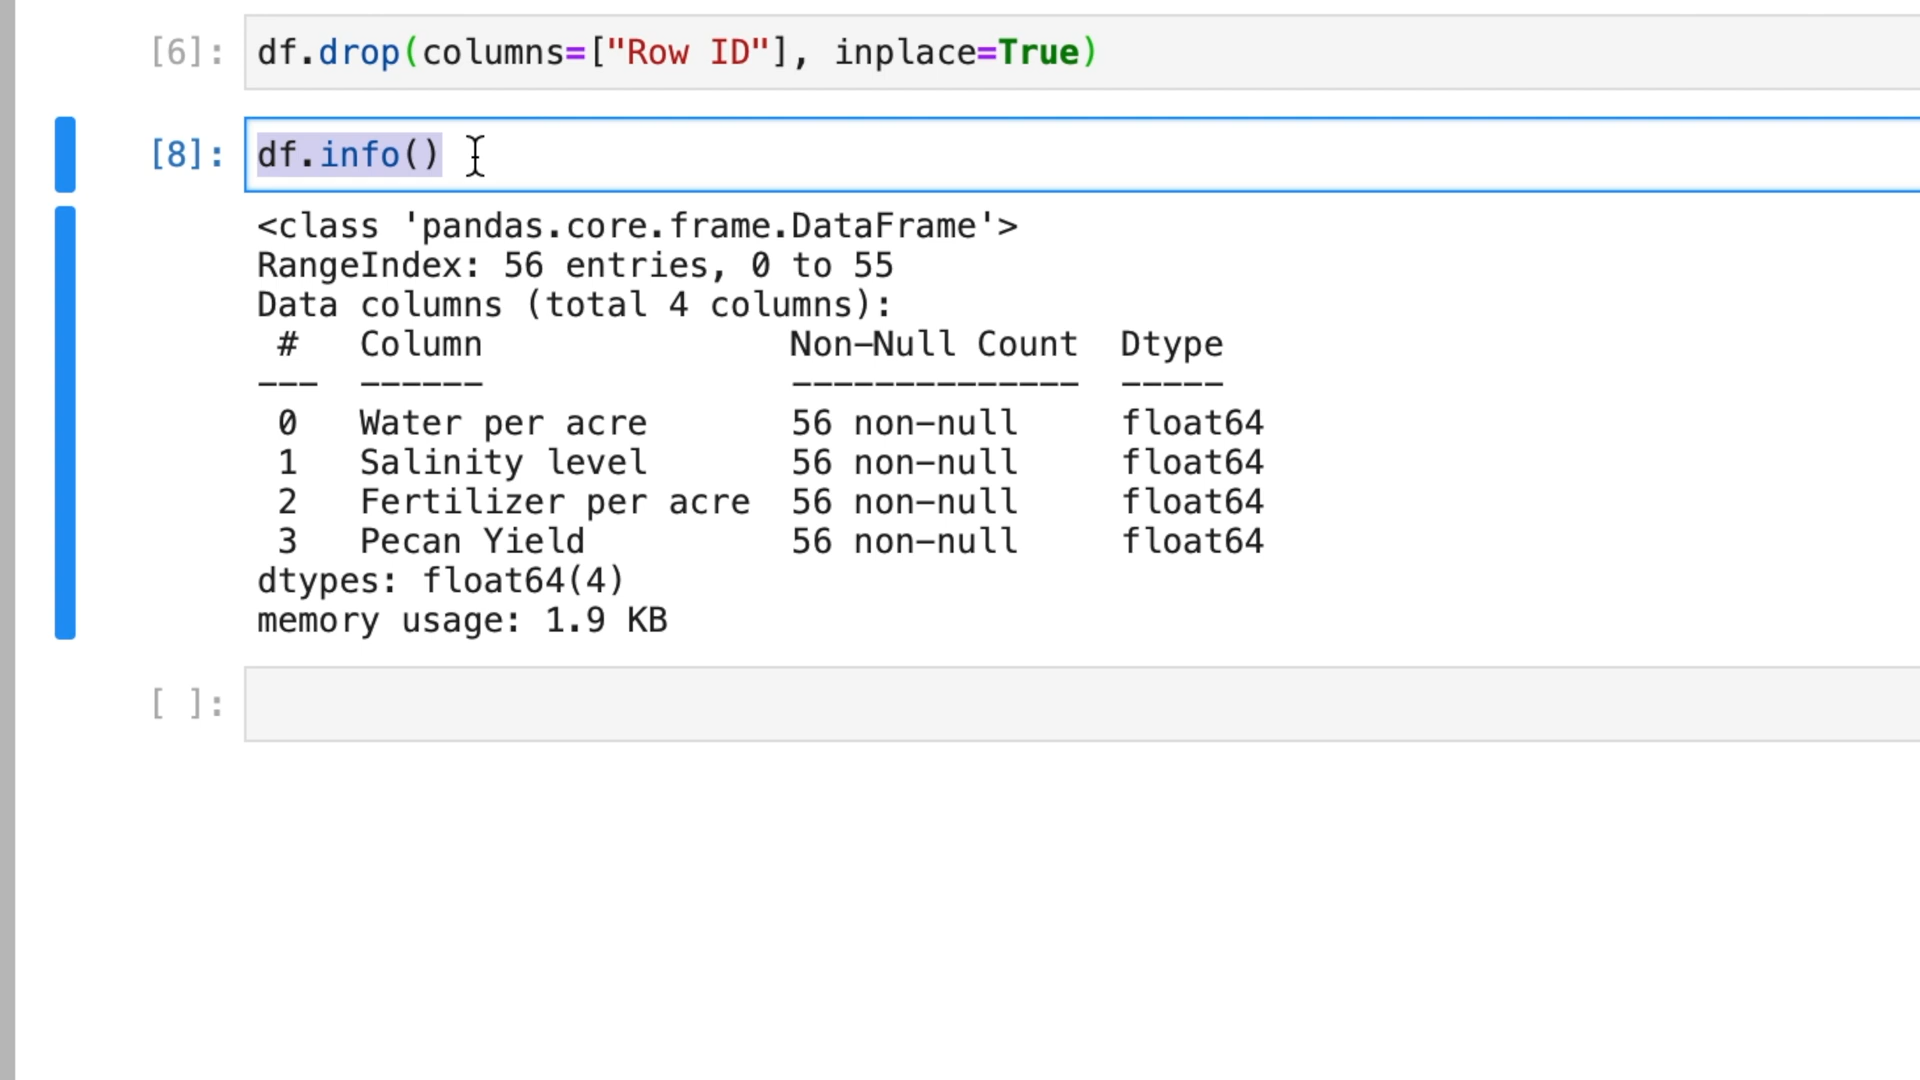 [6]: df.drop(columns=["Row ID"], inplace=True)
[8]: df.info()
<class 'pandas.core.frame.DataFrame'>
RangeIndex: 56 entries, 0 to 55
Data columns (total 4 columns):
 #   Column               Non-Null Count  Dtype
---  ------               --------------  -----
 0   Water per acre       56 non-null     float64
 1   Salinity level       56 non-null     float64
 2   Fertilizer per acre  56 non-null     float64
 3   Pecan Yield          56 non-null     float64
dtypes: float64(4)
memory usage: 1.9 KB
[ ]: